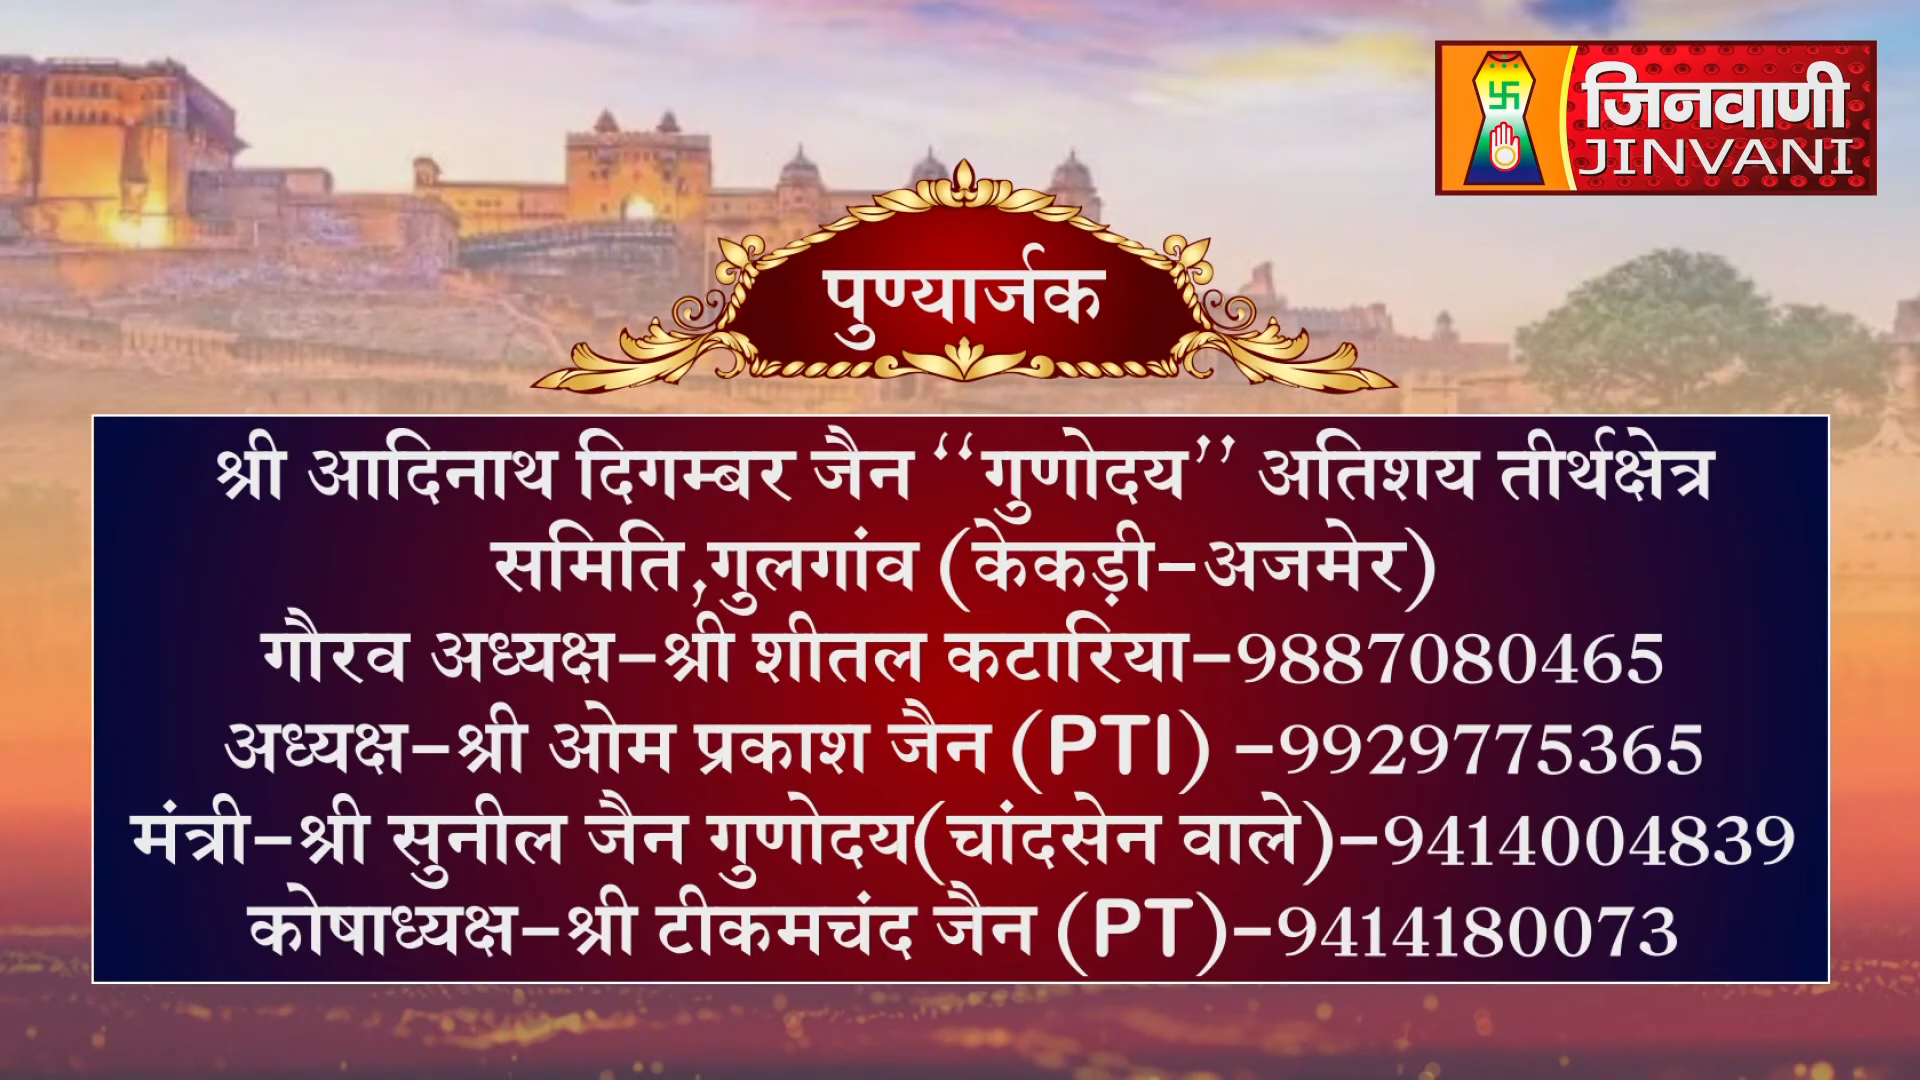 जिनवाणी
JINVANI
पुण्यार्जक
श्री आदिनाथ दिगम्बर जैन “गुणोदय” अतिशय तीर्थक्षेत्र
समिति,गुलगांव (केकड़ी-अजमेर)
गौरव अध्यक्ष-श्री शीतल कटारिया-9887080465
अध्यक्ष-श्री ओम प्रकाश जैन (PTI) -9929775365
मंत्री-श्री सुनील जैन गुणोदय(चांदसेन वाले)-9414004839
कोषाध्यक्ष-श्री टीकमचंद जैन (PT)-9414180073